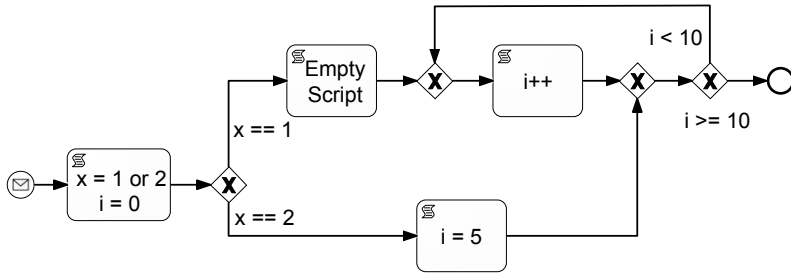 i < 10
Empty
Script
i++
x == 1
i >= 10
x = 1 or 2
i = 0
x == 2
i = 5